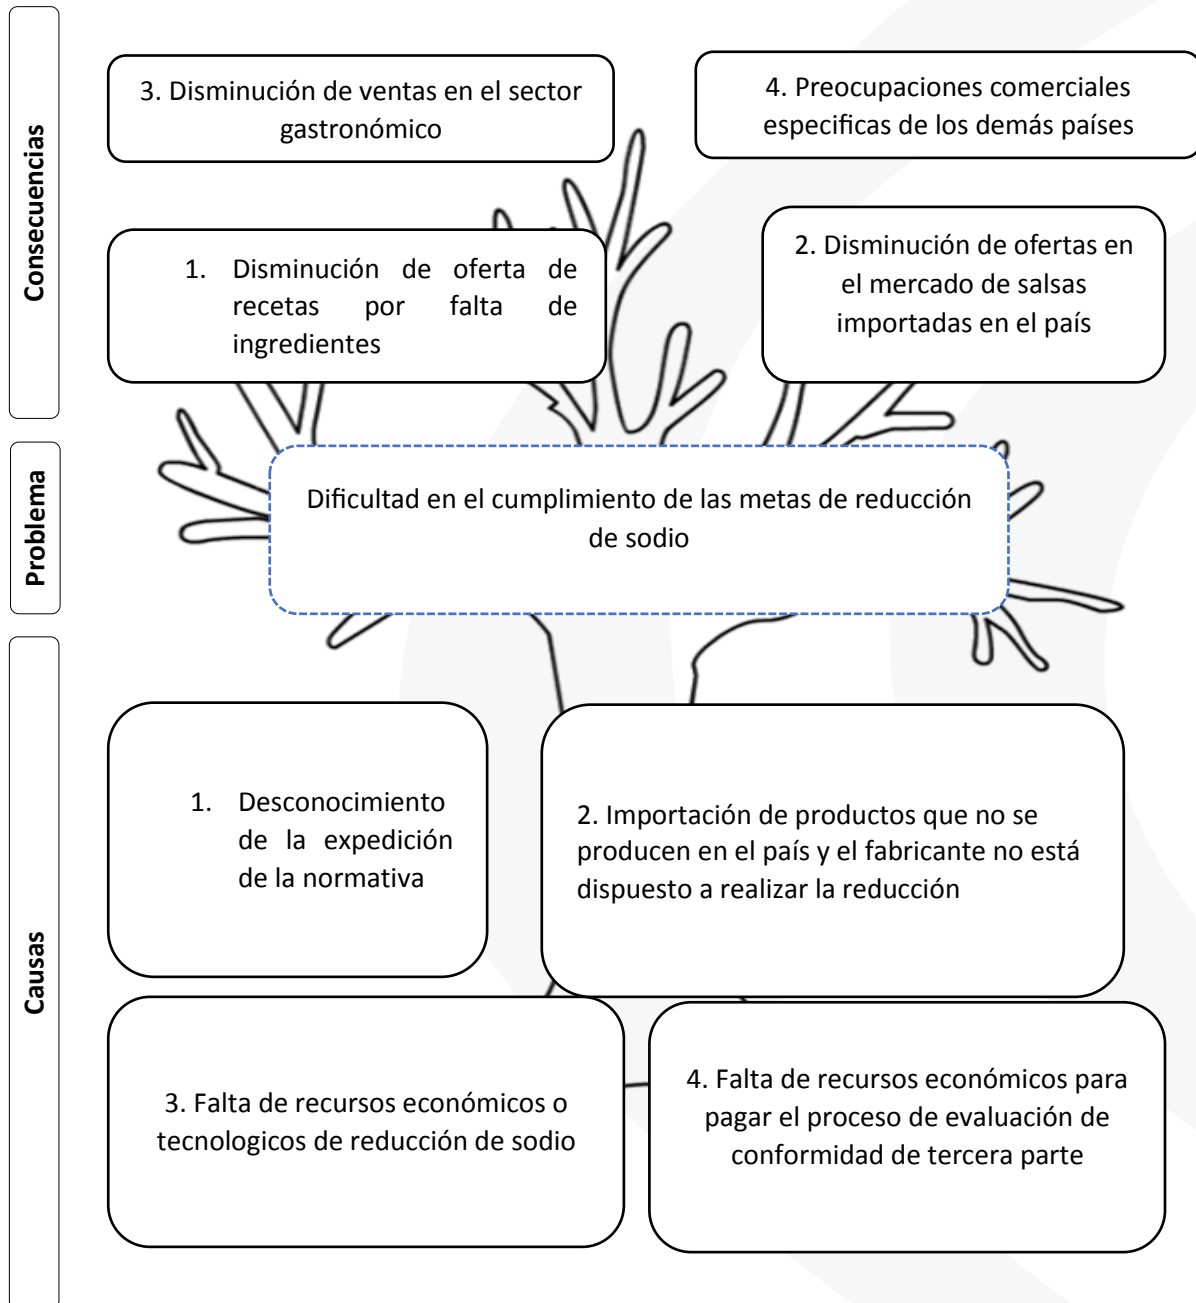 Consecuencias
3. Disminución de ventas en el sector
gastronómico
4. Preocupaciones comerciales
especificas de los demás países
1. Disminución de oferta de
recetas por falta de
ingredientes
2. Disminución de ofertas en
el mercado de salsas
importadas en el país
Problema
Dificultad en el cumplimiento de las metas de reducción
de sodio
Causas
1. Desconocimiento
de la expedición
de la normativa
2. Importación de productos que no se
producen en el país y el fabricante no está
dispuesto a realizar la reducción
3. Falta de recursos económicos o
tecnologicos de reducción de sodio
4. Falta de recursos económicos para
pagar el proceso de evaluación de
conformidad de tercera parte